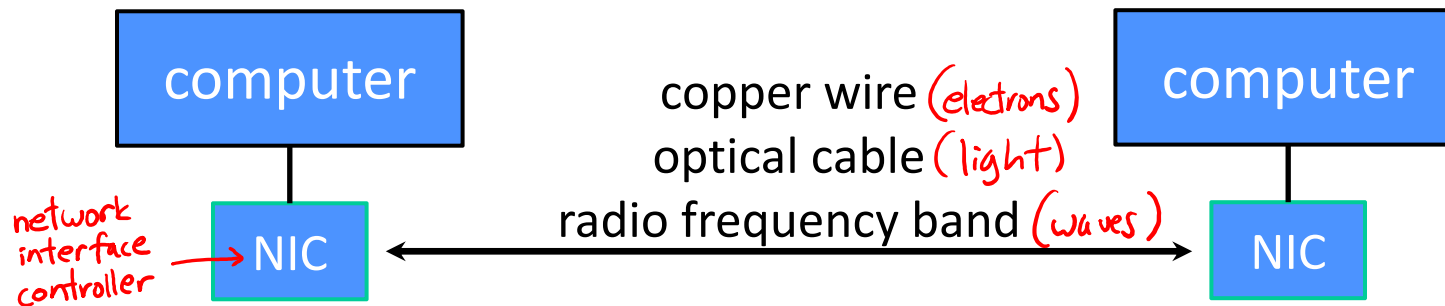 computer
computer
copper wire (electrons)
optical cable (light)
radio frequency band (waves)
network
interface
controller
NIC
NIC